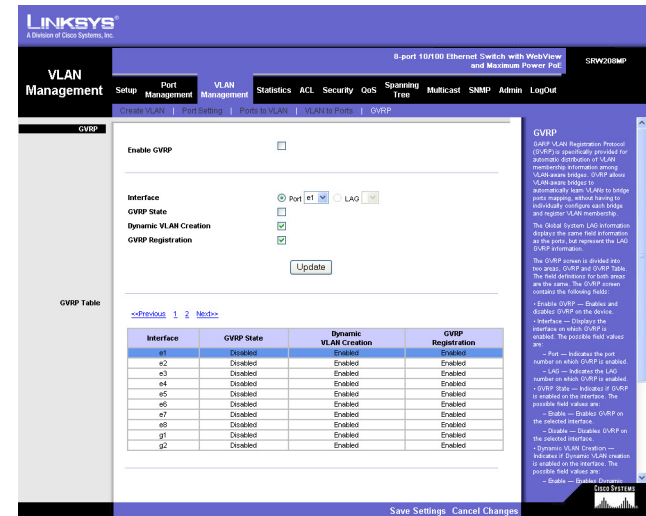 LINKSYS®
A Division of Cisco Systems, Inc.
8-port 10/100 Ethernet Switch with WebView
and Maximum Power PoE
SRW208MP
VLAN
Management
Setup
Port
Management
VLAN
Management
Statistics
ACL
Security
QoS
Spanning
Tree
Multicast
SNMP
Admin
LogOut
Create VLAN | Port Setting | Ports to VLAN | VLAN to Ports | GVRP
GVRP
Enable GVRP
Interface Port e1 LAG
GVRP State
Dynamic VLAN Creation
GVRP Registration
Update
GVRP Table
<<Previous 1 2 Next>>
Interface GVRP State Dynamic VLAN Creation GVRP Registration
e1 Disabled Enabled Enabled
e2 Disabled Enabled Enabled
e3 Disabled Enabled Enabled
e4 Disabled Enabled Enabled
e5 Disabled Enabled Enabled
e6 Disabled Enabled Enabled
e7 Disabled Enabled Enabled
e8 Disabled Enabled Enabled
g1 Disabled Enabled Enabled
g2 Disabled Enabled Enabled
GVRP
GARP VLAN Registration Protocol
(GVRP) is specifically provided for
automatic distribution of VLAN
membership information among
VLAN-aware bridges. GVRP allows
VLAN-aware bridges to
automatically learn VLANs to bridge
ports mapping, without having to
individually configure each bridge
and register VLAN membership.
The Global System LAG information
displays the same field information
as the ports, but represent the LAG
GVRP information.
The GVRP screen is divided into
two areas, GVRP and GVRP Table.
The field definitions for both areas
are the same. The GVRP screen
contains the following fields:
• Enable GVRP — Enables and
disables GVRP on the device.
• Interface — Displays the
interface on which GVRP is
enabled. The possible field values
are:
– Port — Indicates the port
number on which GVRP is enabled.
– LAG — Indicates the LAG
number on which GVRP is enabled.
• GVRP State — Indicates if GVRP
is enabled on the interface. The
possible field values are:
– Enable — Enables GVRP on
the selected interface.
– Disable — Disables GVRP on
the selected interface.
• Dynamic VLAN Creation —
Indicates if Dynamic VLAN creation
is enabled on the interface. The
possible field values are:
– Enable — Enables Dynamic
CISCO SYSTEMS
Save Settings Cancel Changes